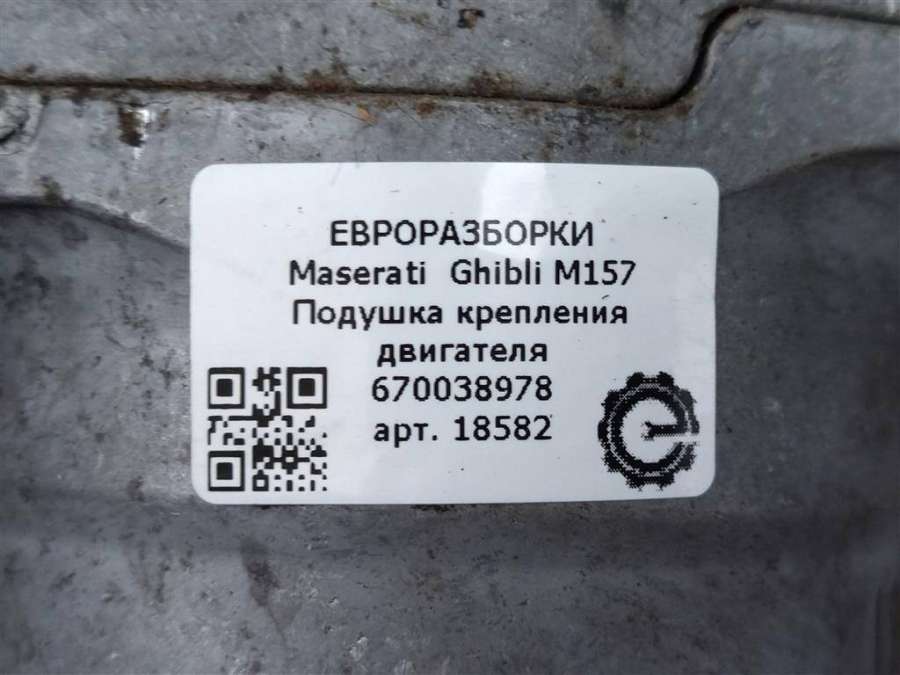 ЕВРОРАЗБОРКИ
Maserati Ghibli M157
Подушка крепления
двигателя
670038978
арт. 18582